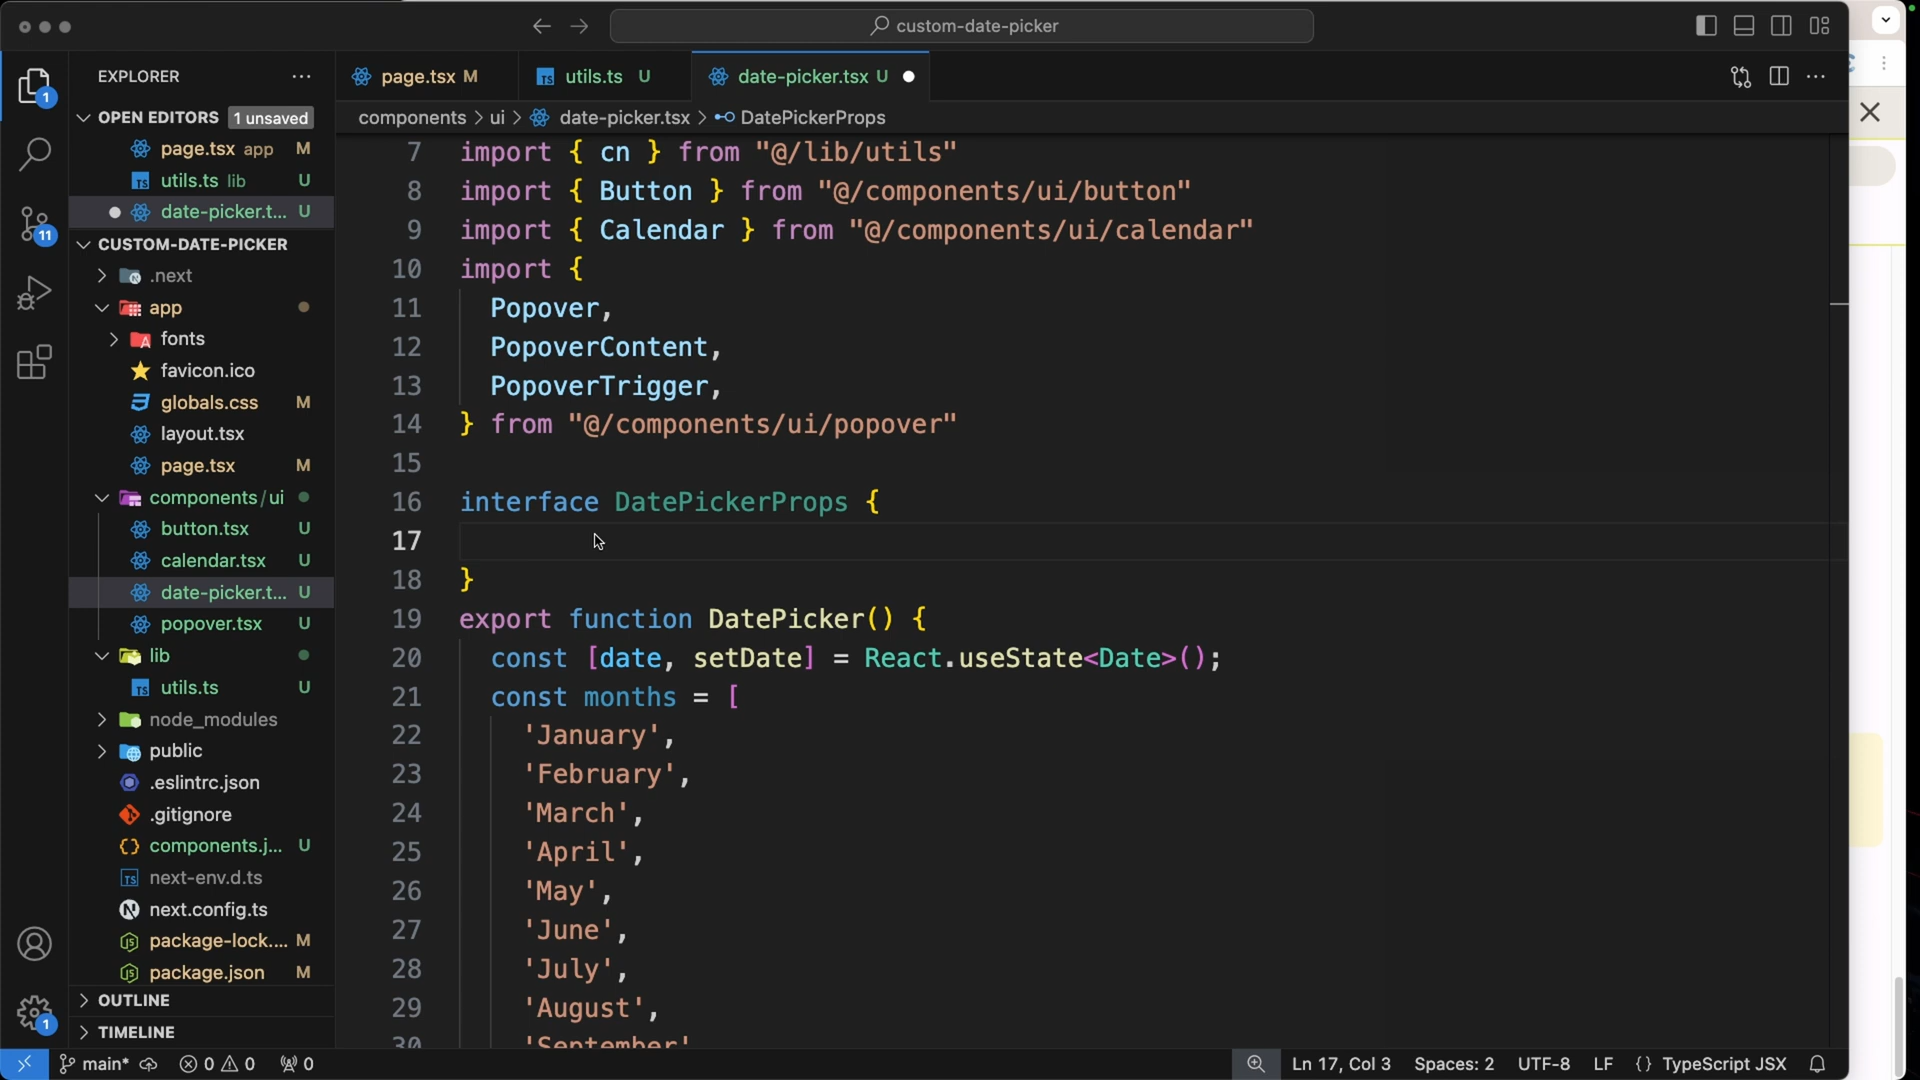 custom-date-picker
EXPLORER
page.tsx M
utils.ts U
date-picker.tsx U
OPEN EDITORS 1 unsaved
page.tsx app M
utils.ts lib U
date-picker.t... U
CUSTOM-DATE-PICKER
.next
app
fonts
favicon.ico
globals.css M
layout.tsx
page.tsx M
components/ui
button.tsx U
calendar.tsx U
date-picker.t... U
popover.tsx U
lib
utils.ts U
node_modules
public
.eslintrc.json
.gitignore
components.j... U
next-env.d.ts
next.config.ts
package-lock.... M
package.json M
OUTLINE
TIMELINE
components > ui > date-picker.tsx > DatePickerProps
7 import { cn } from "@/lib/utils"
8 import { Button } from "@/components/ui/button"
9 import { Calendar } from "@/components/ui/calendar"
10 import {
11 Popover,
12 PopoverContent,
13 PopoverTrigger,
14 } from "@/components/ui/popover"
15
16 interface DatePickerProps {
17
18 }
19 export function DatePicker() {
20 const [date, setDate] = React.useState<Date>();
21 const months = [
22 'January',
23 'February',
24 'March',
25 'April',
26 'May',
27 'June',
28 'July',
29 'August',
30 'September'
1
11
1
main* 0 0 0
Ln 17, Col 3 Spaces: 2 UTF-8 LF {} TypeScript JSX